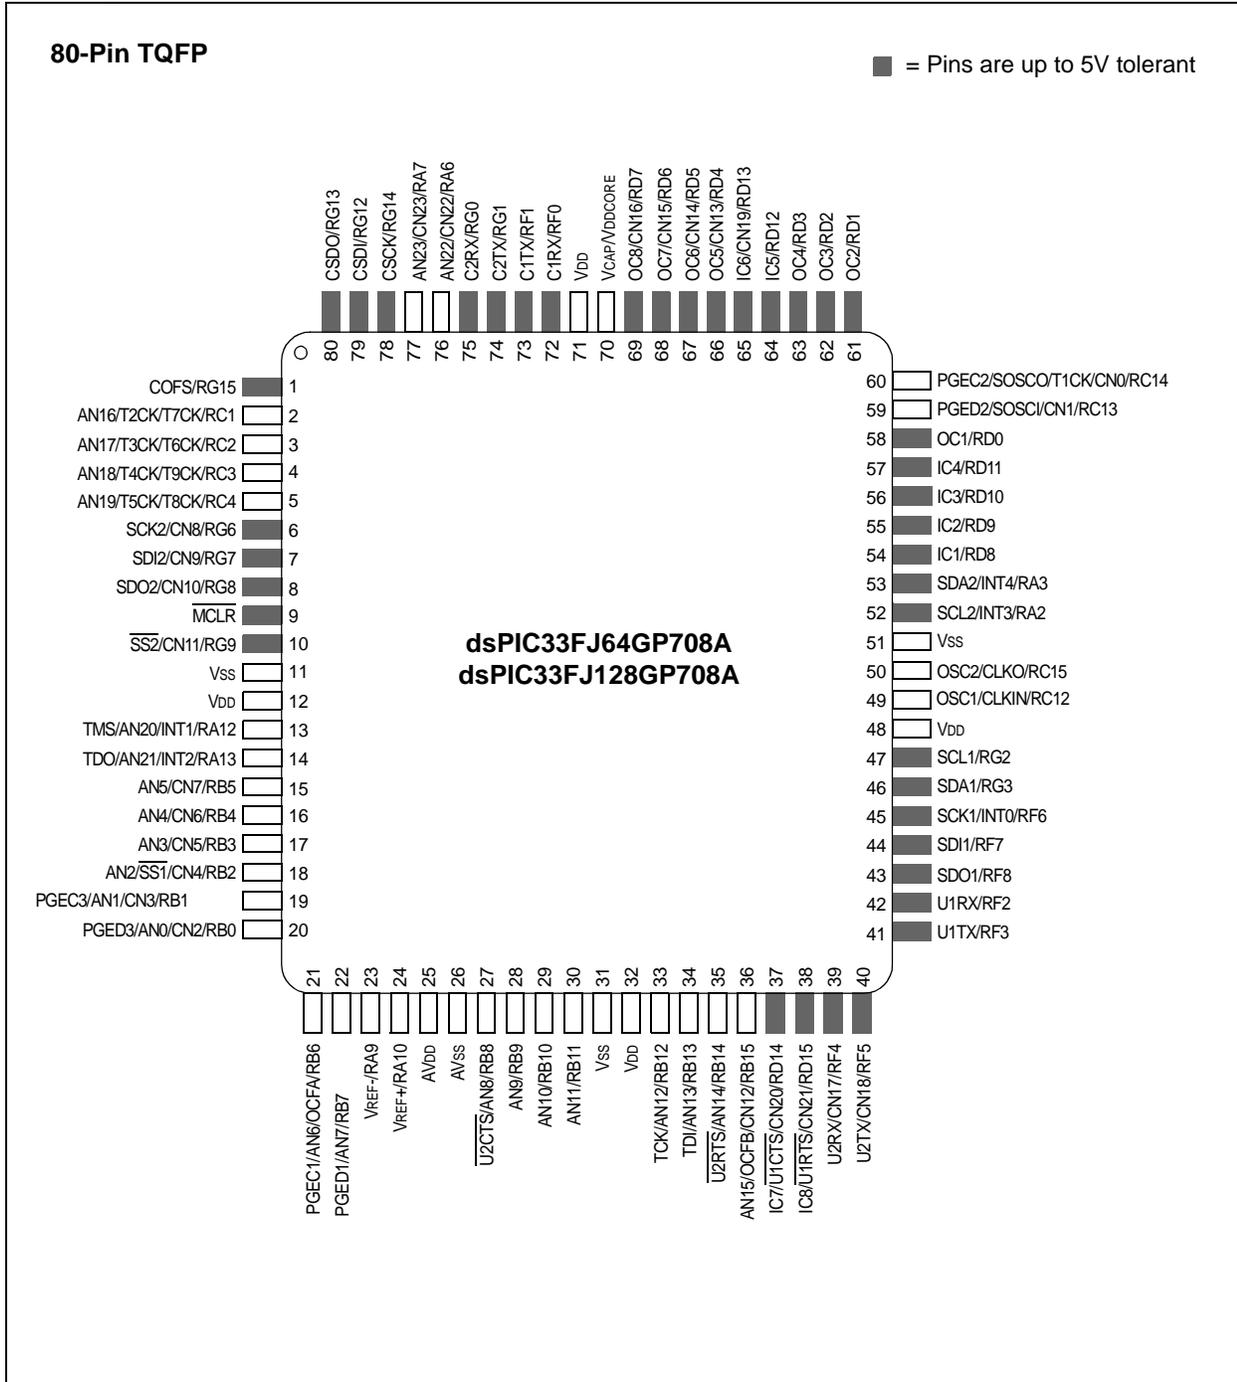 80-Pin TQFP
= Pins are up to 5V tolerant
CSDO/RG13
CSDI/RG12
CSCK/RG14
AN23/CN23/RA7
AN22/CN22/RA6
C2RX/RG0
C2TX/RG1
C1TX/RF1
C1RX/RF0
VDD
VCAP/VDDCORE
OC8/CN16/RD7
OC7/CN15/RD6
OC6/CN14/RD5
OC5/CN13/RD4
IC6/CN19/RD13
IC5/RD12
OC4/RD3
OC3/RD2
OC2/RD1
80
79
78
77
76
75
74
73
72
71
70
69
68
67
66
65
64
63
62
61
COFS/RG15 1
AN16/T2CK/T7CK/RC1 2
AN17/T3CK/T6CK/RC2 3
AN18/T4CK/T9CK/RC3 4
AN19/T5CK/T8CK/RC4 5
SCK2/CN8/RG6 6
SDI2/CN9/RG7 7
SDO2/CN10/RG8 8
MCLR 9
SS2/CN11/RG9 10
VSS 11
VDD 12
TMS/AN20/INT1/RA12 13
TDO/AN21/INT2/RA13 14
AN5/CN7/RB5 15
AN4/CN6/RB4 16
AN3/CN5/RB3 17
AN2/SS1/CN4/RB2 18
PGEC3/AN1/CN3/RB1 19
PGED3/AN0/CN2/RB0 20
dsPIC33FJ64GP708A
dsPIC33FJ128GP708A
60 PGEC2/SOSCO/T1CK/CN0/RC14
59 PGED2/SOSCI/CN1/RC13
58 OC1/RD0
57 IC4/RD11
56 IC3/RD10
55 IC2/RD9
54 IC1/RD8
53 SDA2/INT4/RA3
52 SCL2/INT3/RA2
51 VSS
50 OSC2/CLKO/RC15
49 OSC1/CLKIN/RC12
48 VDD
47 SCL1/RG2
46 SDA1/RG3
45 SCK1/INT0/RF6
44 SDI1/RF7
43 SDO1/RF8
42 U1RX/RF2
41 U1TX/RF3
21
22
23
24
25
26
27
28
29
30
31
32
33
34
35
36
37
38
39
40
PGEC1/AN6/OCFA/RB6
PGED1/AN7/RB7
VREF-/RA9
VREF+/RA10
AVDD
AVSS
U2CTS/AN8/RB8
AN9/RB9
AN10/RB10
AN11/RB11
VSS
VDD
TCK/AN12/RB12
TDI/AN13/RB13
U2RTS/AN14/RB14
AN15/OCFB/CN12/RB15
IC7/U1CTS/CN20/RD14
IC8/U1RTS/CN21/RD15
U2RX/CN17/RF4
U2TX/CN18/RF5